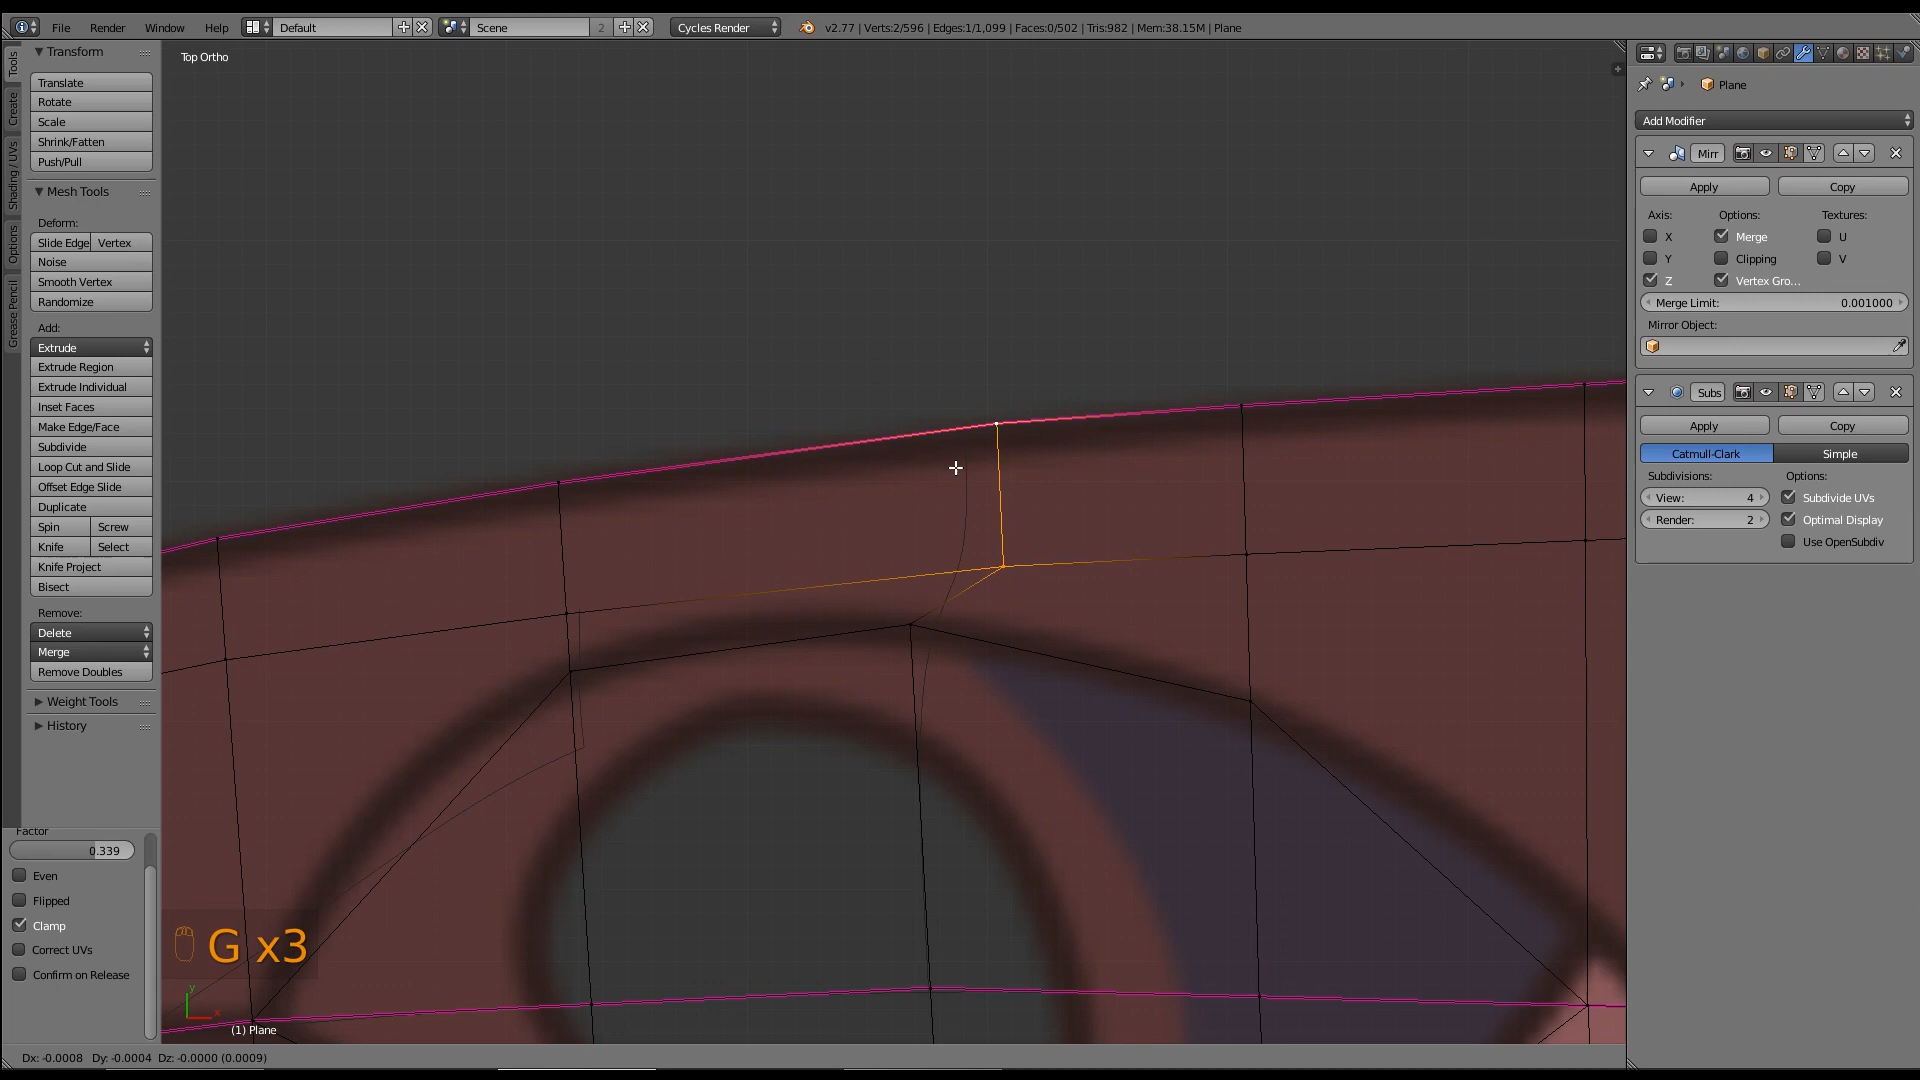 File Render Window Help Default Scene 2 Cycles Render v2.77 | Verts:2/596 | Edges:1/1,099 | Faces:0/502 | Tris:982 | Mem:38.15M | Plane
Tools
Create
Shading / UVs
Options
Grease Pencil
Transform
Translate
Rotate
Scale
Shrink/Fatten
Push/Pull
Mesh Tools
Deform:
Slide Edge Vertex
Noise
Smooth Vertex
Randomize
Add:
Extrude
Extrude Region
Extrude Individual
Inset Faces
Make Edge/Face
Subdivide
Loop Cut and Slide
Offset Edge Slide
Duplicate
Spin Screw
Knife Select
Knife Project
Bisect
Remove:
Delete
Merge
Remove Doubles
Weight Tools
History
Factor
0.339
Even
Flipped
Clamp
Correct UVs
Confirm on Release
Top Ortho
G x3
y
x
(1) Plane
Dx: -0.0008 Dy: -0.0004 Dz: -0.0000 (0.0009)
Plane
Add Modifier
Mirr
Apply Copy
Axis: Options: Textures:
X Merge U
Y Clipping V
Z Vertex Gro...
Merge Limit: 0.001000
Mirror Object:
Subs
Apply Copy
Catmull-Clark Simple
Subdivisions: Options:
View: 4 Subdivide UVs
Render: 2 Optimal Display
Use OpenSubdiv